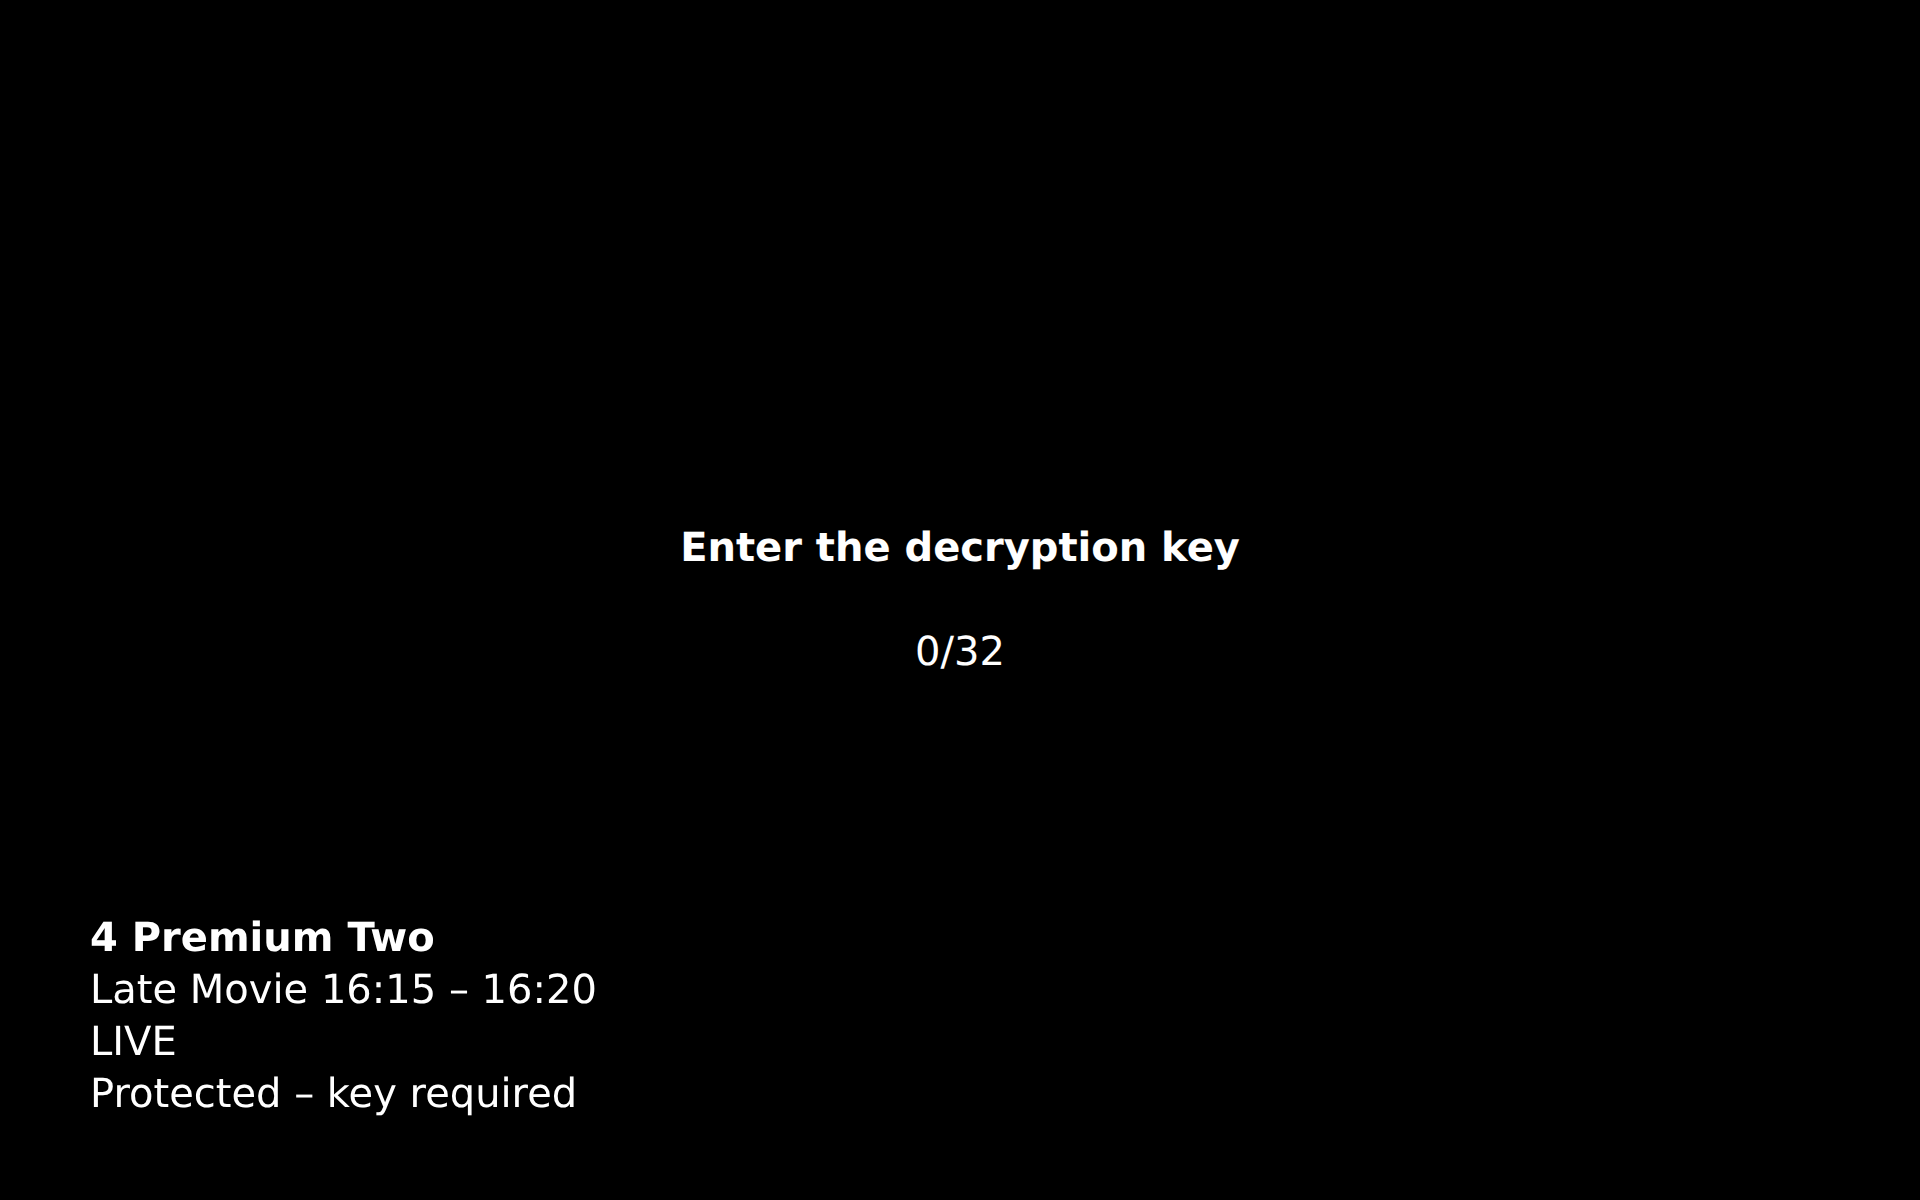 Enter the decryption key
0/32
4 Premium Two
Late Movie 16:15 – 16:20
LIVE
Protected – key required